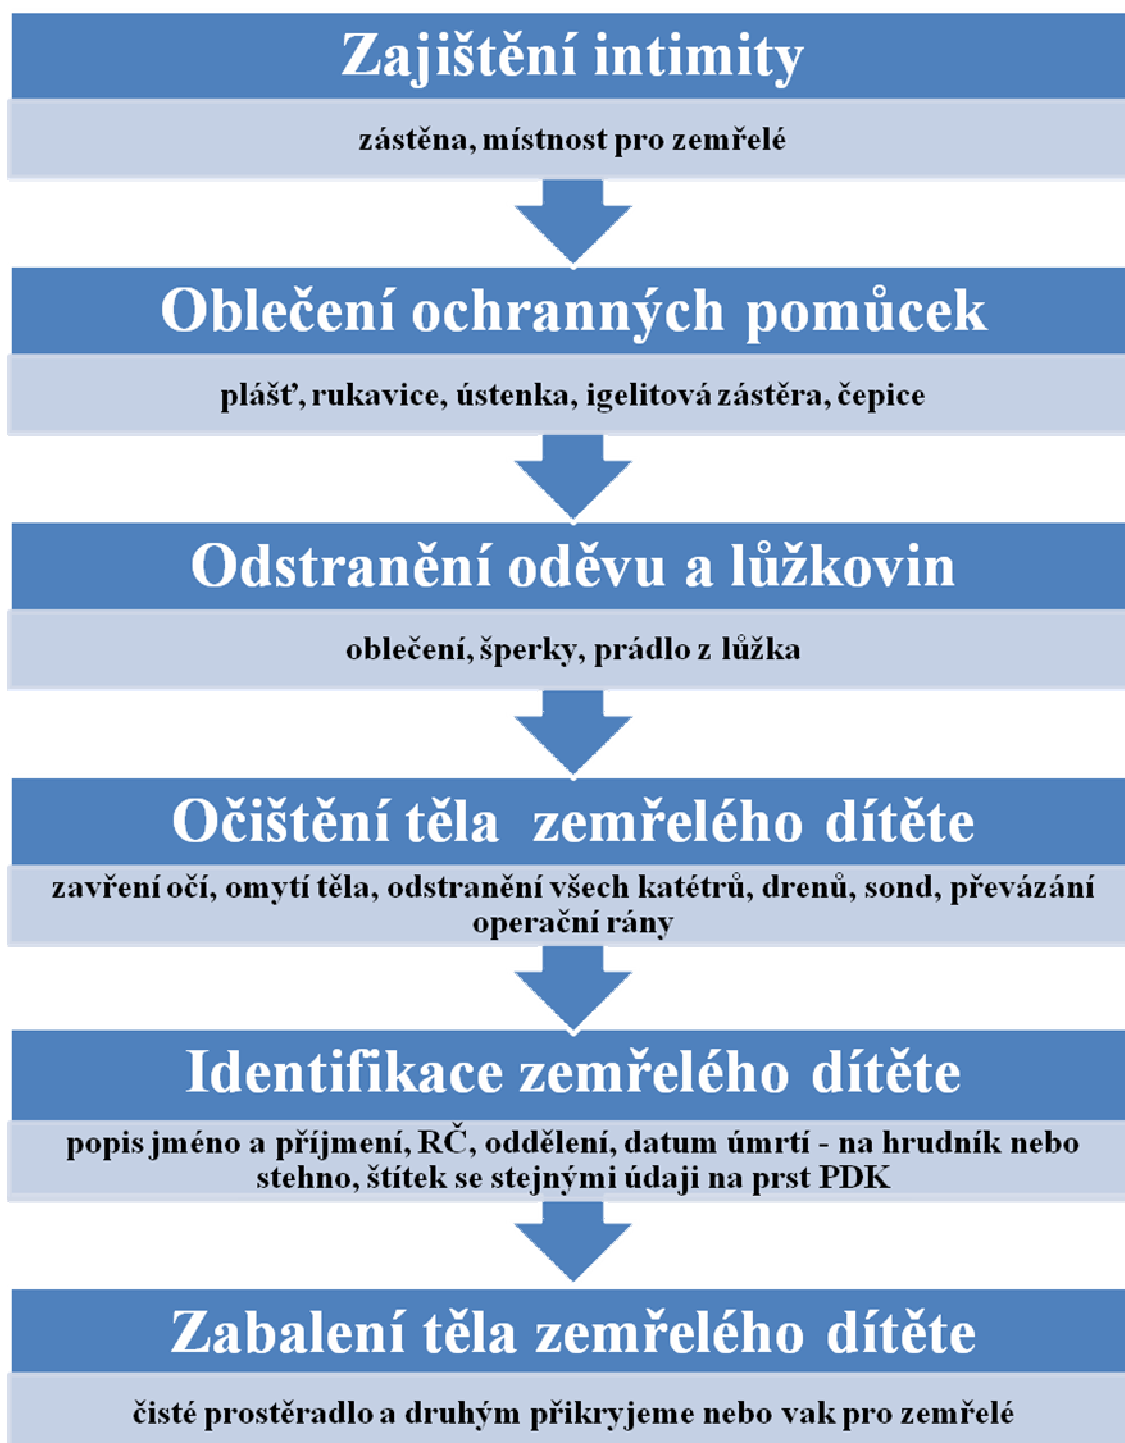 Zajištění intimity
zástěna, místnost pro zemřelé
Oblečení ochranných pomůcek
plášť, rukavice, ústenka, igelitová zástěra, čepice
Odstranění oděvu a lůžkovin
oblečení, šperky, prádlo z lůžka
Očištění těla zemřelého dítěte
zavření očí, omytí těla, odstranění všech katétrů, drenů, sond, převázání
operační rány
Identifikace zemřelého dítěte
popis jméno a příjmení, RČ, oddělení, datum úmrtí - na hrudník nebo
stehno, štítek se stejnými údaji na prst PDK
Zabalení těla zemřelého dítěte
čisté prostěradlo a druhým přikryjeme nebo vak pro zemřelé